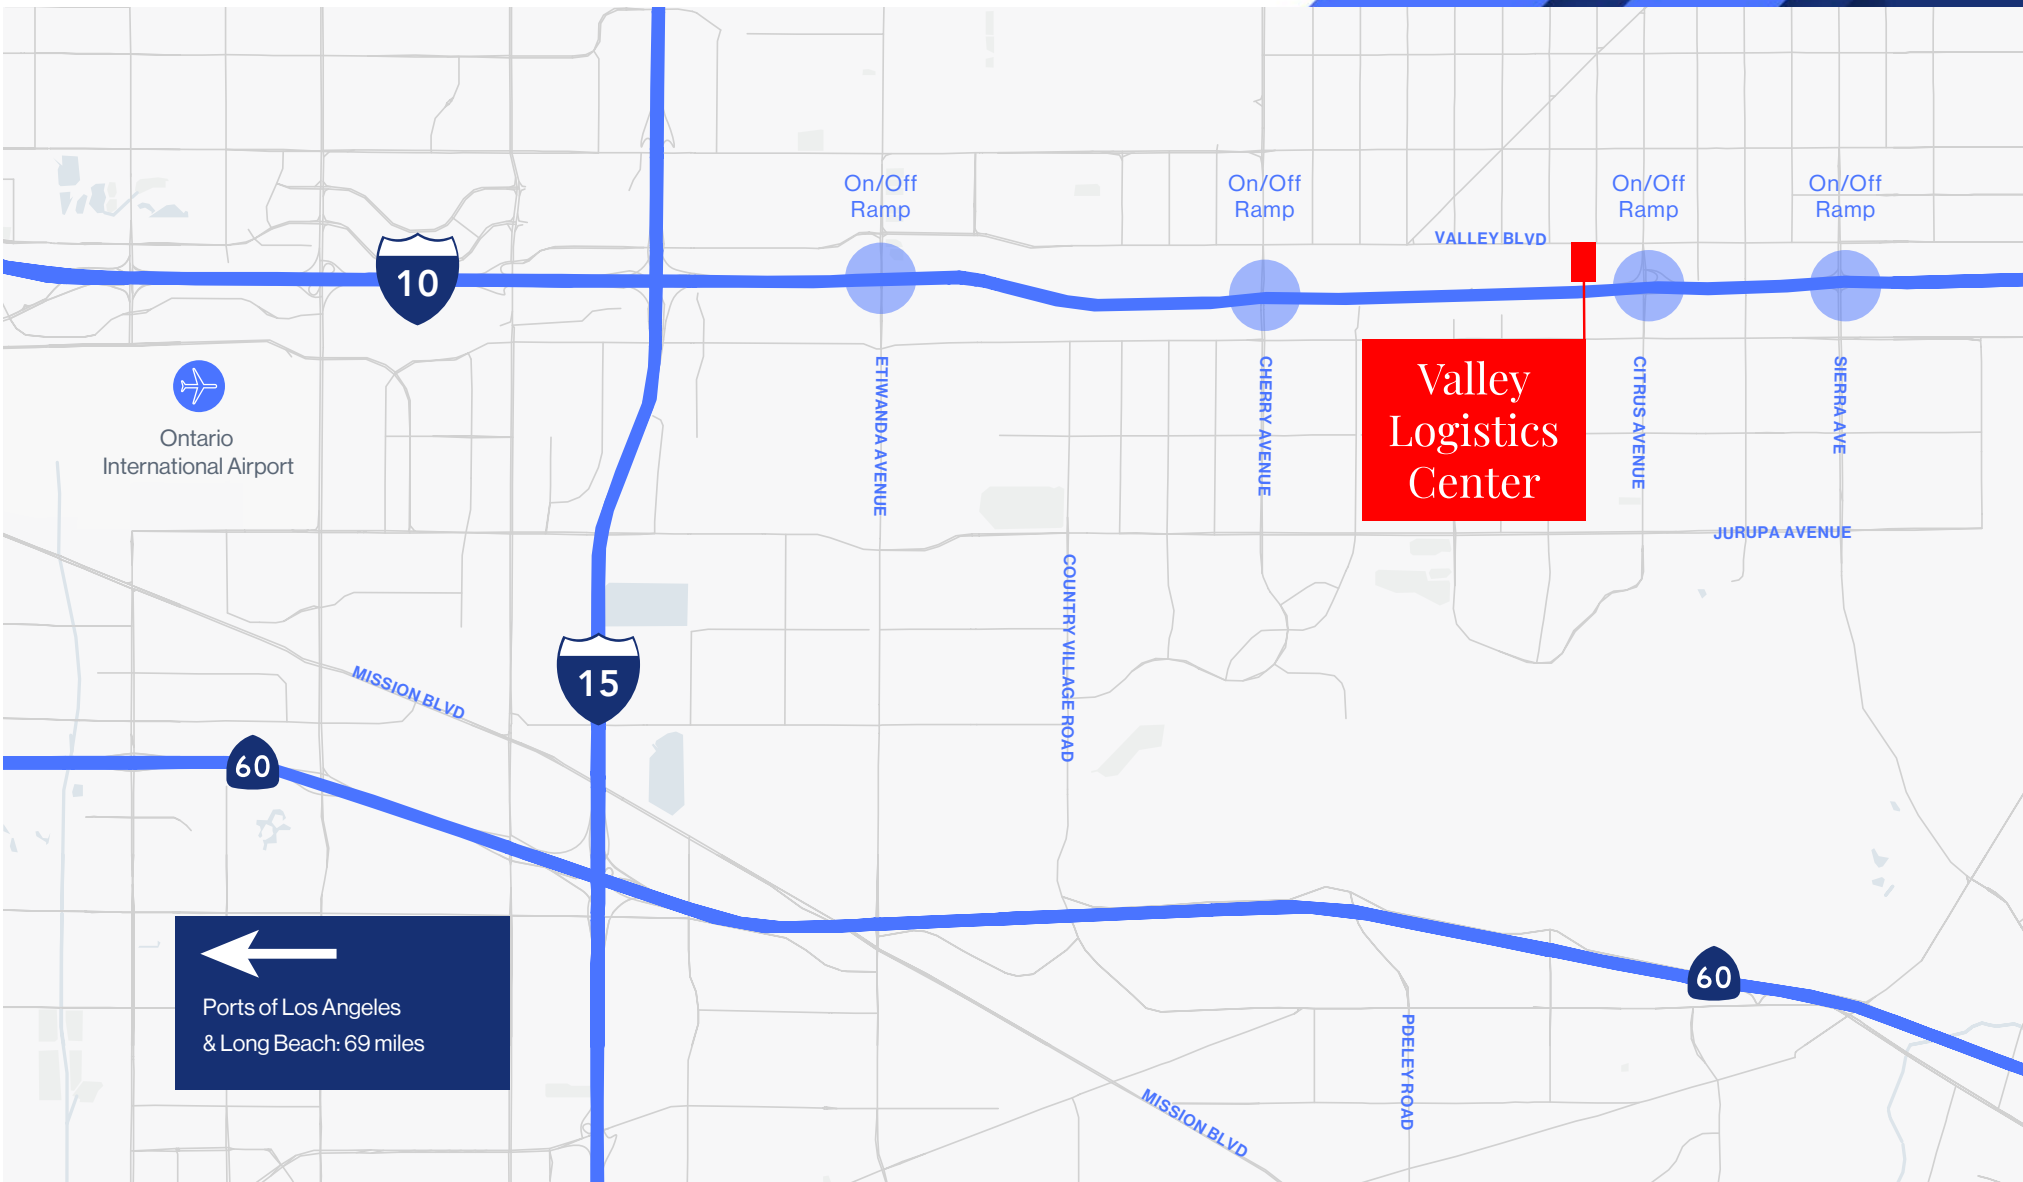 On/Off
Ramp
On/Off
Ramp
On/Off
Ramp
On/Off
Ramp
VALLEY BLVD
10
Ontario
International Airport
ETIWANDA AVENUE
CHERRY AVENUE
Valley
Logistics
Center
CITRUS AVENUE
SIERRA AVE
JURUPA AVENUE
COUNTRY VILLAGE ROAD
15
MISSION BLVD
60
Ports of Los Angeles
& Long Beach: 69 miles
60
PDELEY ROAD
MISSION BLVD